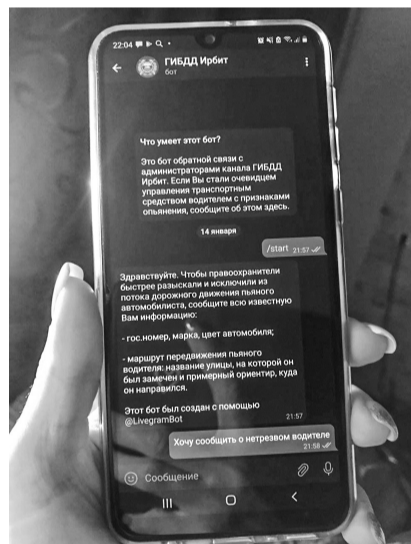 22:04
ГИБДД Ирбит
бот
Что умеет этот бот?
Это бот обратной связи с
администраторами канала ГИБДД
Ирбит. Если Вы стали очевидцем
управления транспортным
средством водителем с признаками
опьянения, сообщите об этом здесь.
14 января
/start 21:57
Здравствуйте. Чтобы правоохранители
быстрее разыскали и исключили из
потока дорожного движения пьяного
автомобилиста, сообщите всю известную
Вам информацию:
- гос.номер, марка, цвет автомобиля;
- маршрут передвижения пьяного
водителя: название улицы, на которой он
был замечен и примерный ориентир, куда
он направился.
Этот бот был создан с помощью
@LivegramBot 21:57
Хочу сообщить о нетрезвом водителе
21:58
Сообщение